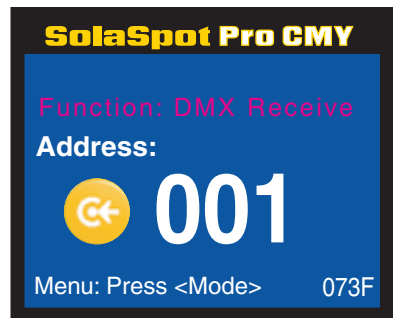 SolaSpot Pro CMY
Function: DMX Receive
Address:
001
Menu: Press <Mode> 073F